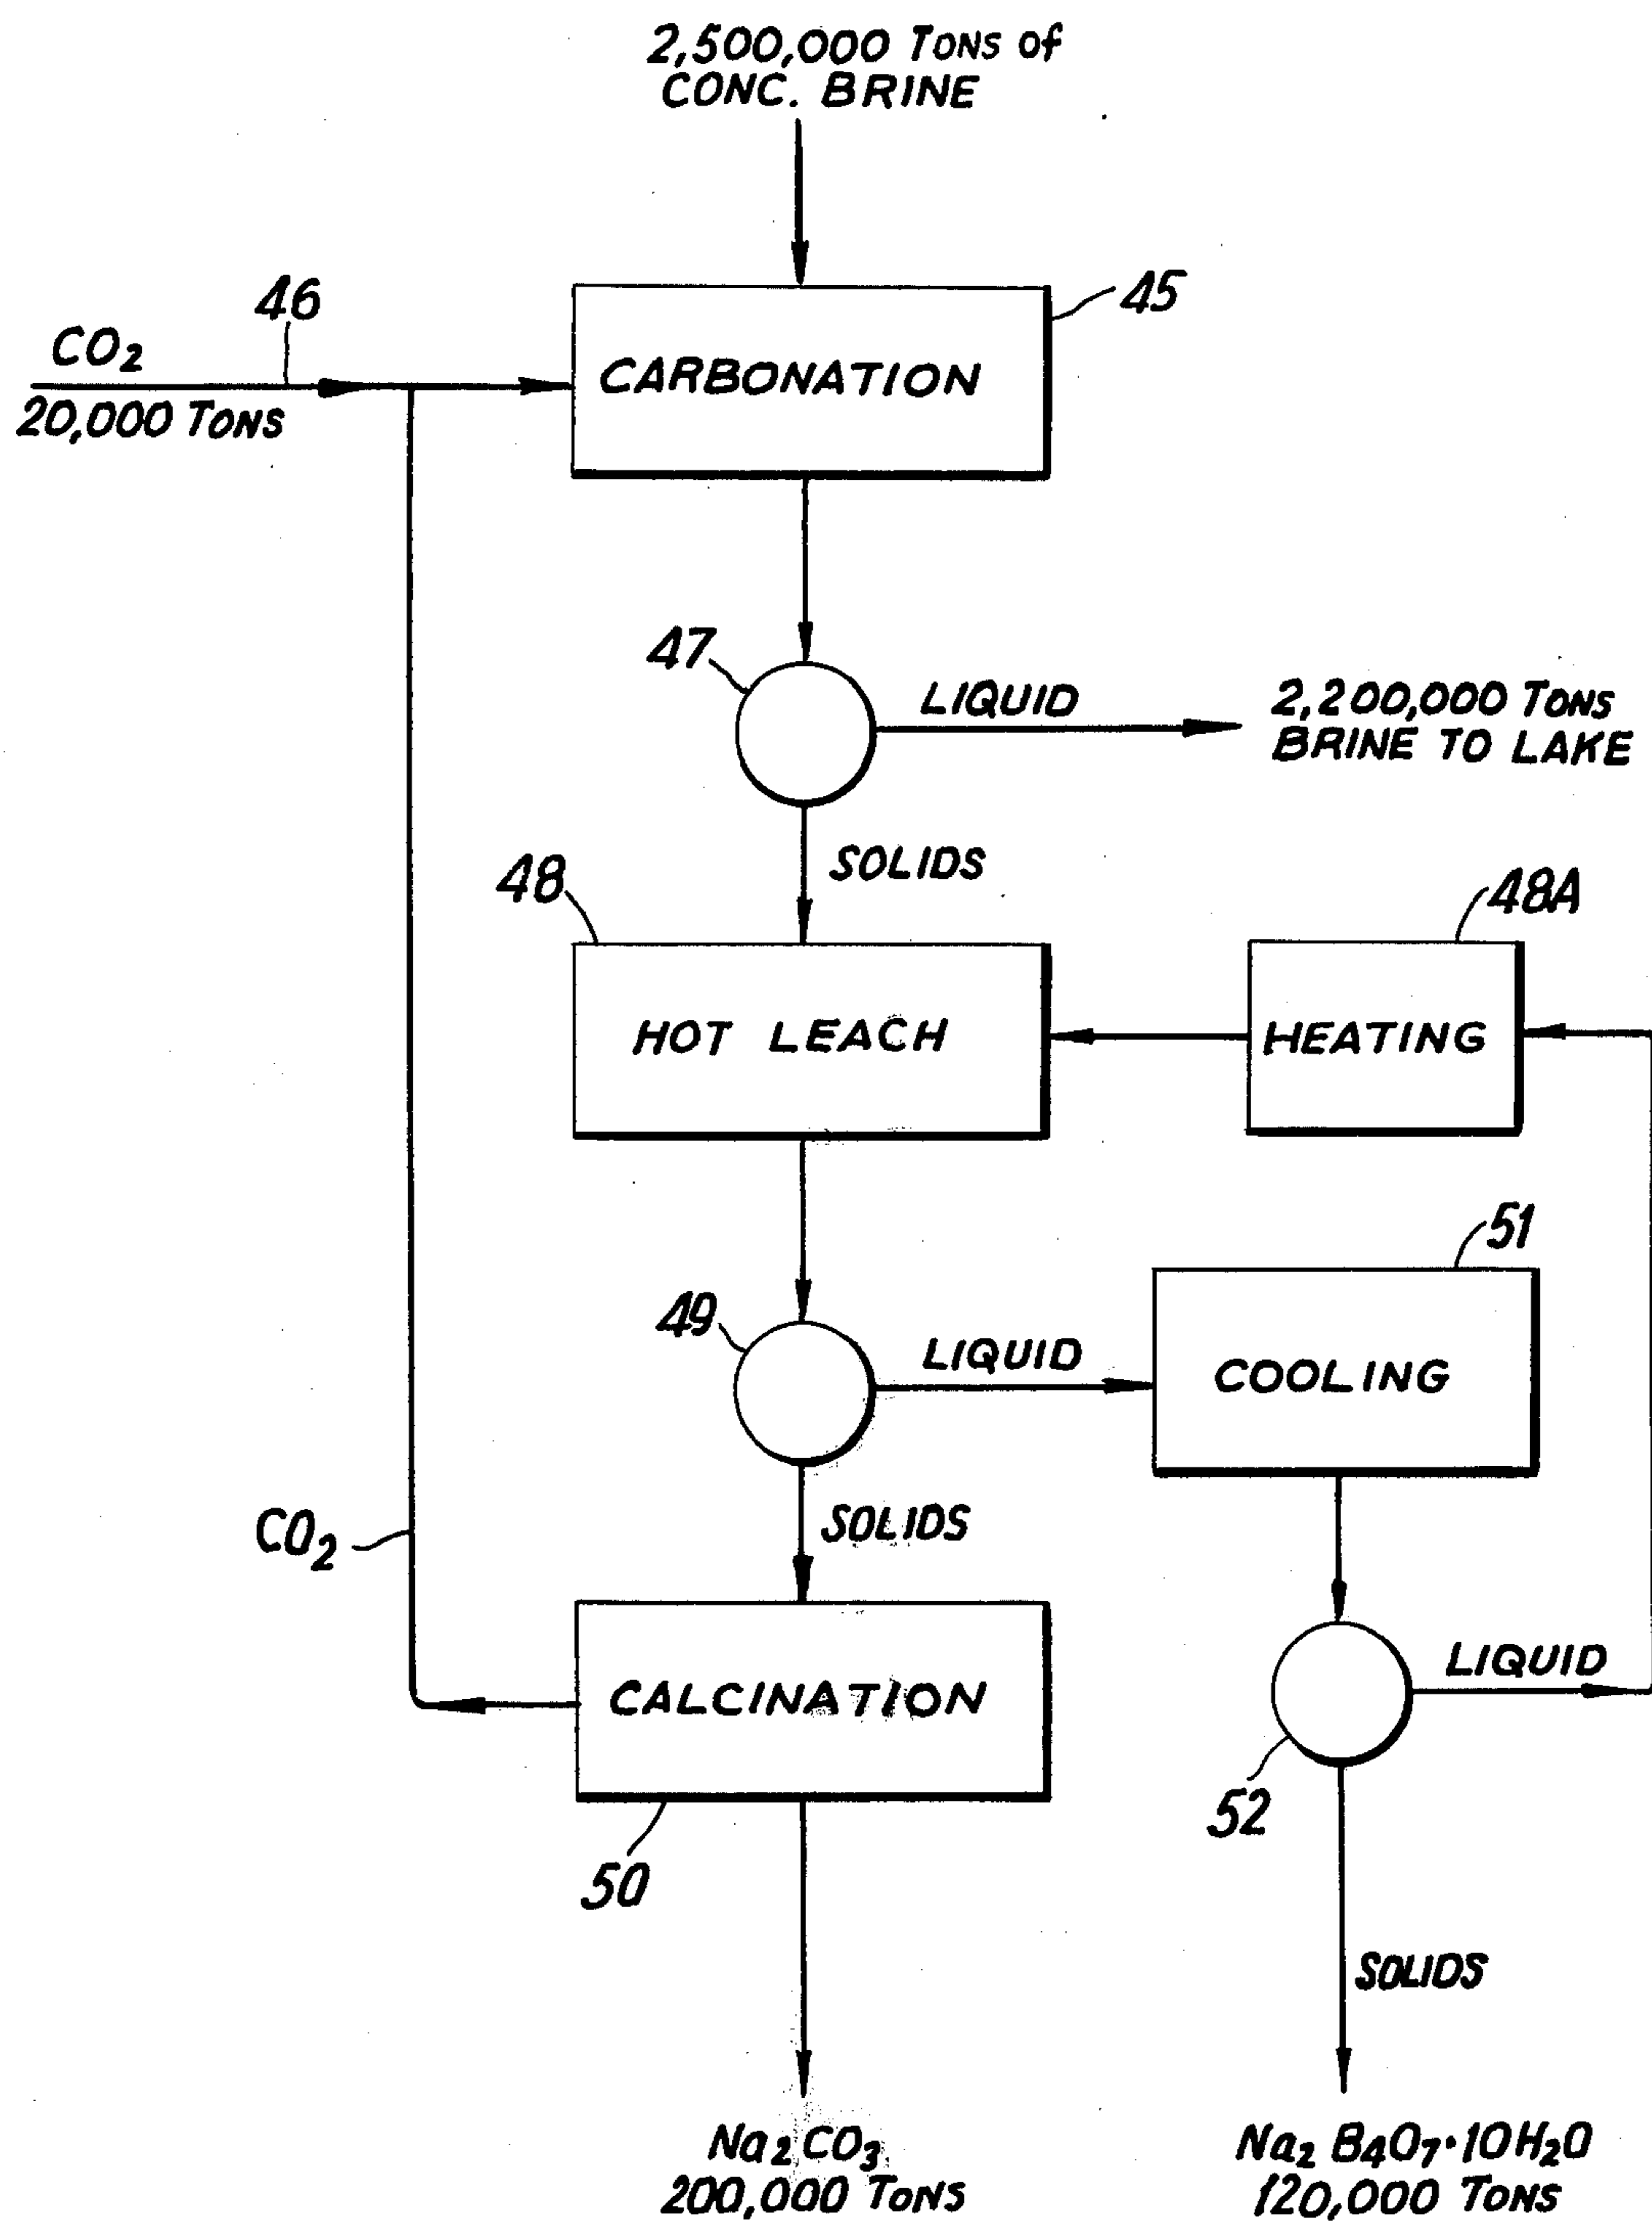 2,500,000 TONS of
CONC. BRINE
45
46
CO2
CARBONATION
20,000 TONS
47
LIQUID
2,200,000 TONS
BRINE TO LAKE
SOLIDS
48
48A
HOT LEACH
HEATING
51
49
LIQUID
COOLING
SOLIDS
CO2
LIQUID
CALCINATION
52
50
SOLIDS
Na2CO3
200,000 TONS
Na2 B4O7·10H2O
120,000 TONS